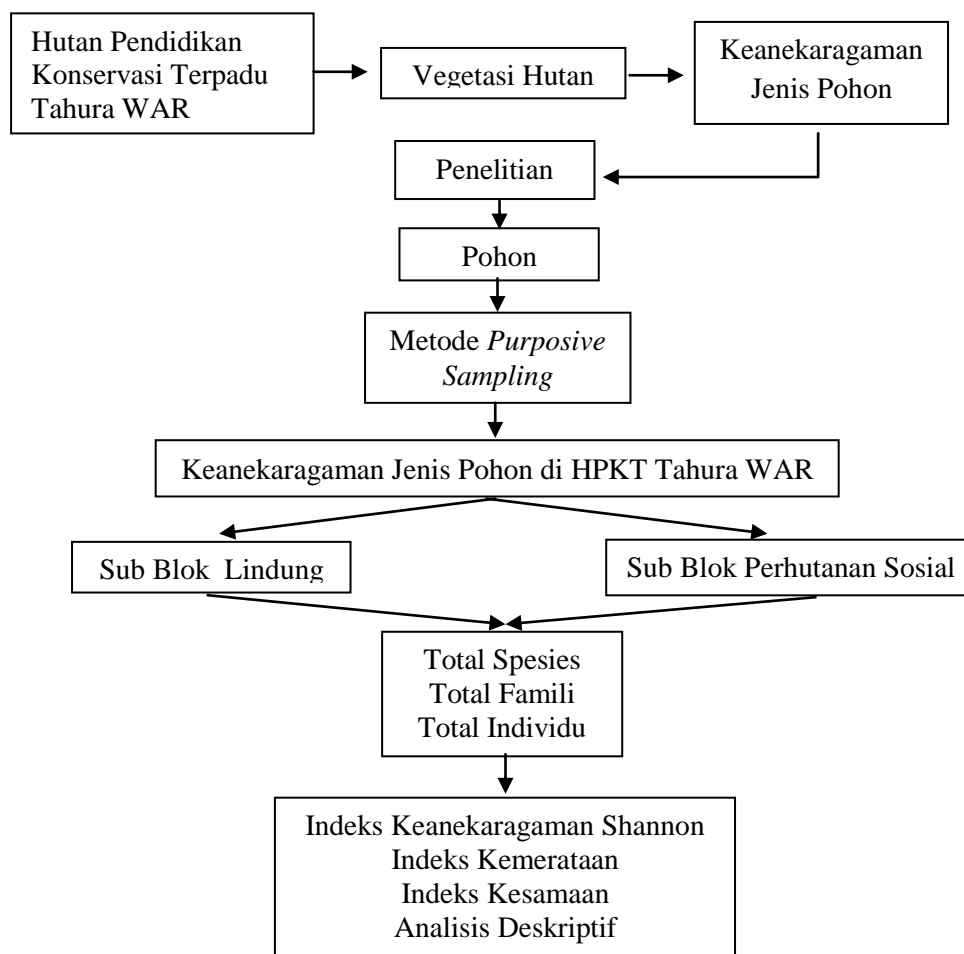 Hutan Pendidikan
Konservasi Terpadu
Tahura WAR
Vegetasi Hutan
Keanekaragaman
Jenis Pohon
Penelitian
Pohon
Metode Purposive
Sampling
Keanekaragaman Jenis Pohon di HPKT Tahura WAR
Sub Blok Lindung
Sub Blok Perhutanan Sosial
Total Spesies
Total Famili
Total Individu
Indeks Keanekaragaman Shannon
Indeks Kemerataan
Indeks Kesamaan
Analisis Deskriptif